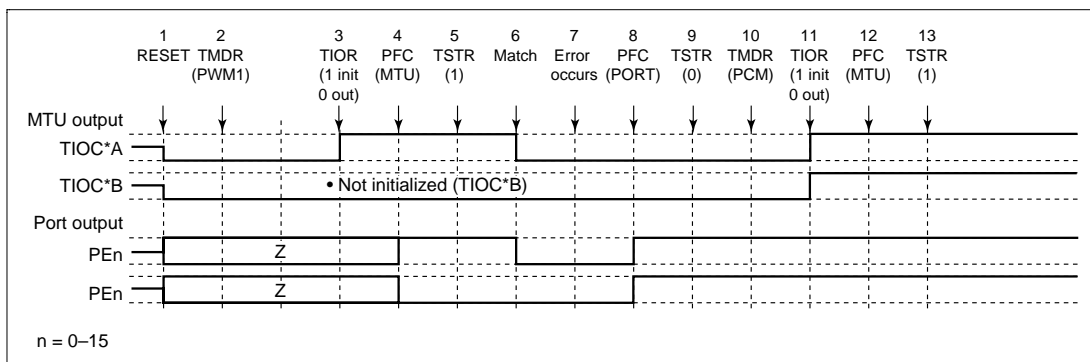 1 2 3 4 5 6 7 8 9 10 11 12 13
RESET TMDR TIOR PFC TSTR Match Error PFC TSTR TMDR TIOR PFC TSTR
(PWM1) (1 init (MTU) (1) occurs (PORT) (0) (PCM) (1 init (MTU) (1)
0 out) 0 out)
MTU output
TIOC*A
TIOC*B • Not initialized (TIOC*B)
Port output
PEn Z
PEn Z
n = 0–15